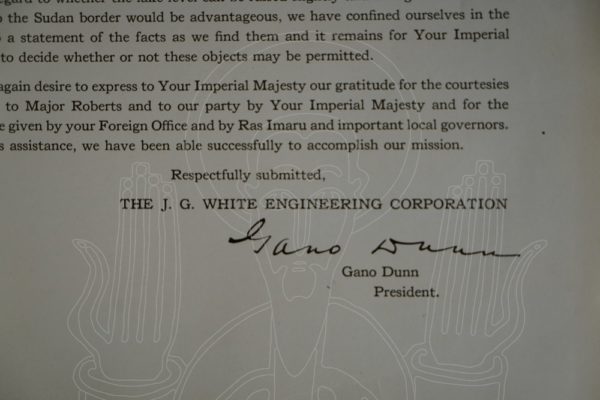 to the Sudan border would be advantageous, we have confined ourselves in the
a statement of the facts as we find them and it remains for Your Imperial
to decide whether or not these objects may be permitted.
again desire to express to Your Imperial Majesty our gratitude for the courtesies
to Major Roberts and to our party by Your Imperial Majesty and for the
given by your Foreign Office and by Ras Imaru and important local governors.
assistance, we have been able successfully to accomplish our mission.
Respectfully submitted,
THE J. G. WHITE ENGINEERING CORPORATION
Gano Dunn
Gano Dunn
President.